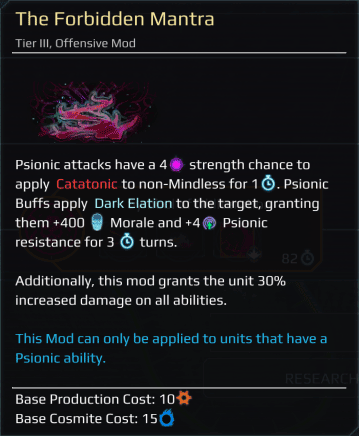 The Forbidden Mantra
Tier III, Offensive Mod
Psionic attacks have a 4 strength chance to
apply Catatonic to non-Mindless for 1 . Psionic
Buffs apply Dark Elation to the target, granting
them +400 Morale and +4 Psionic
resistance for 3 turns.
82
Additionally, this mod grants the unit 30%
increased damage on all abilities.
This Mod can only be applied to units that have a
Psionic ability.
RESEARCH
Base Production Cost: 10
Base Cosmite Cost: 15